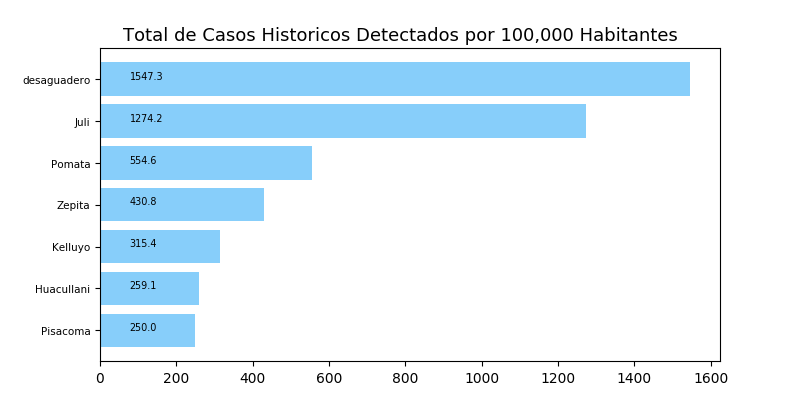 Total de Casos Historicos Detectados por 100,000 Habitantes
desaguadero 1547.3
Juli 1274.2
Pomata 554.6
Zepita 430.8
Kelluyo 315.4
Huacullani 259.1
Pisacoma 250.0
0 200 400 600 800 1000 1200 1400 1600